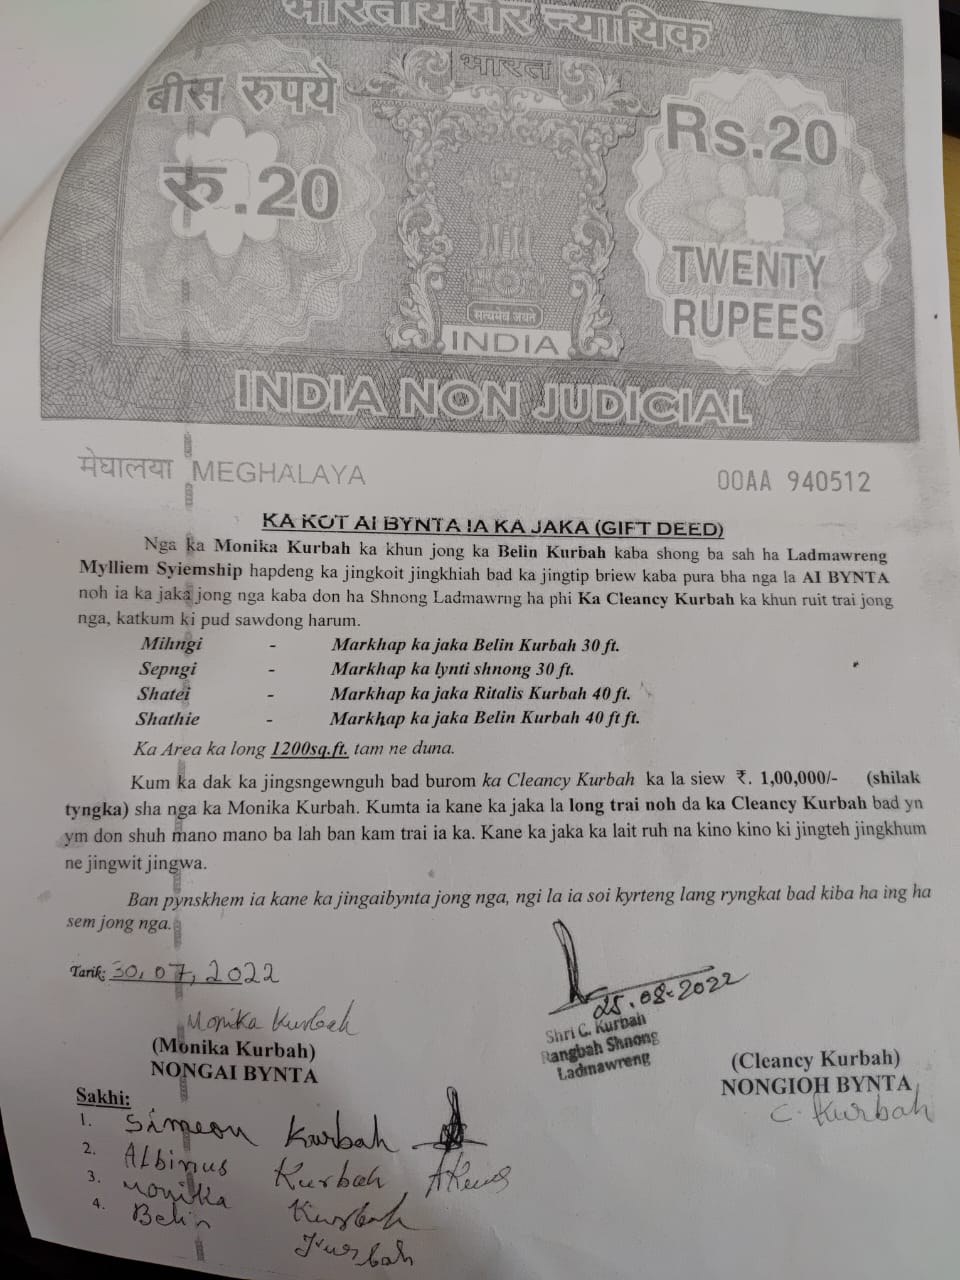 भारतीय गैर न्यायिक
भारत
बीस रुपये
रु.20
Rs.20
TWENTY
RUPEES
सत्यमेव जयते
INDIA
INDIA NON JUDICIAL
मेघालया MEGHALAYA
00AA 940512
KA KOT AI BYNTA IA KA JAKA (GIFT DEED)
Nga ka Monika Kurbah ka khun jong ka Belin Kurbah kaba shong ba sah ha Ladmawreng
Mylliem Syiemship hapdeng ka jingkoit jingkhiah bad ka jingtip briew kaba pura bha nga la AI BYNTA
noh ia ka jaka jong nga kaba don ha Shnong Ladmawrng ha phi Ka Cleancy Kurbah ka khun ruit trai jong
nga, katkum ki pud sawdong harum.
Mihngi - Markhap ka jaka Belin Kurbah 30 ft.
Sepngi - Markhap ka lynti shnong 30 ft.
Shatei - Markhap ka jaka Ritalis Kurbah 40 ft.
Shathie - Markhap ka jaka Belin Kurbah 40 ft ft.
Ka Area ka long 1200sq.ft. tam ne duna.
Kum ka dak ka jingsngewnguh bad burom ka Cleancy Kurbah ka la siew ₹. 1,00,000/- (shilak
tyngka) sha nga ka Monika Kurbah. Kumta ia kane ka jaka la long trai noh da ka Cleancy Kurbah bad yn
ym don shuh mano mano ba lah ban kam trai ia ka. Kane ka jaka ka lait ruh na kino kino ki jingteh jingkhum
ne jingwit jingwa.
Ban pynskhem ia kane ka jingaibynta jong nga, ngi la ia soi kyrteng lang ryngkat bad kiba ha ing ha
sem jong nga.
Tarik: 30, 07, 2022
25.08.2022
Monika Kurbah
Shri C. Kurbah
Rangbah Shnong
Ladmawreng
(Monika Kurbah)
NONGAI BYNTA
(Cleancy Kurbah)
NONGIOH BYNTA
C. Kurbah
Sakhi:
1. Simeon Kurbah
2. Albinus Kurbah
3. Monika Kurbah
4. Belin Kurbah